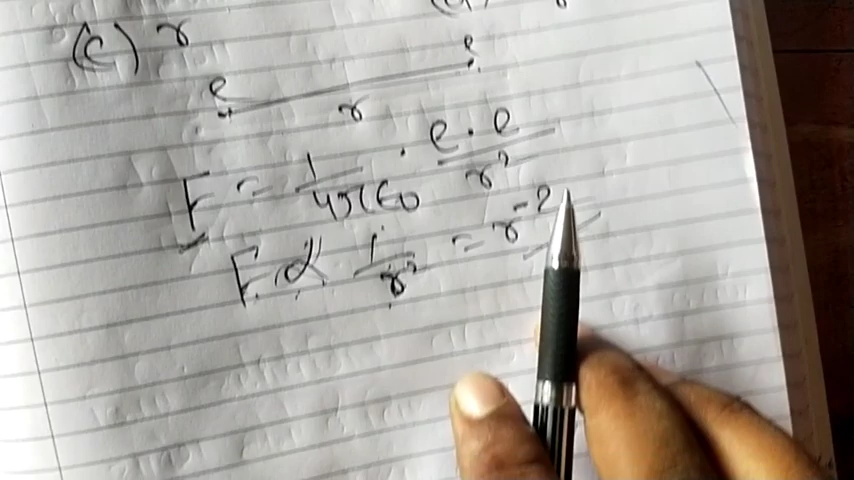 (c) r
e e
r
F = 1/4πε0 · e.e/r²
F ∝ 1/r² = r⁻²